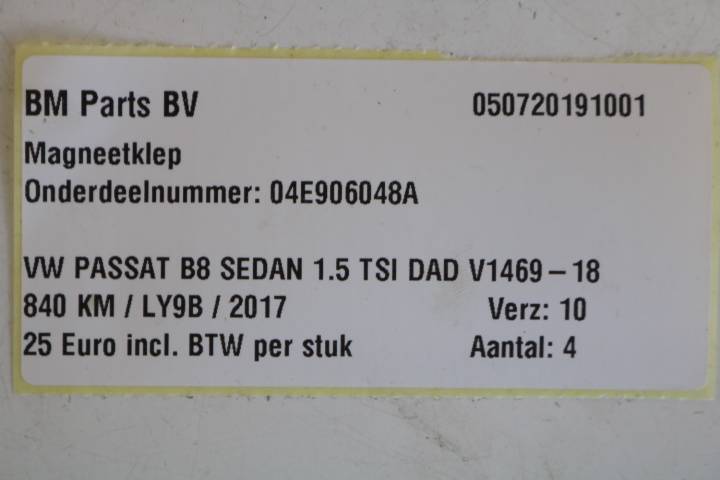 BM Parts BV 050720191001
Magneetklep
Onderdeelnummer: 04E906048A
VW PASSAT B8 SEDAN 1.5 TSI DAD V1469-18
840 KM / LY9B / 2017 Verz: 10
25 Euro incl. BTW per stuk Aantal: 4